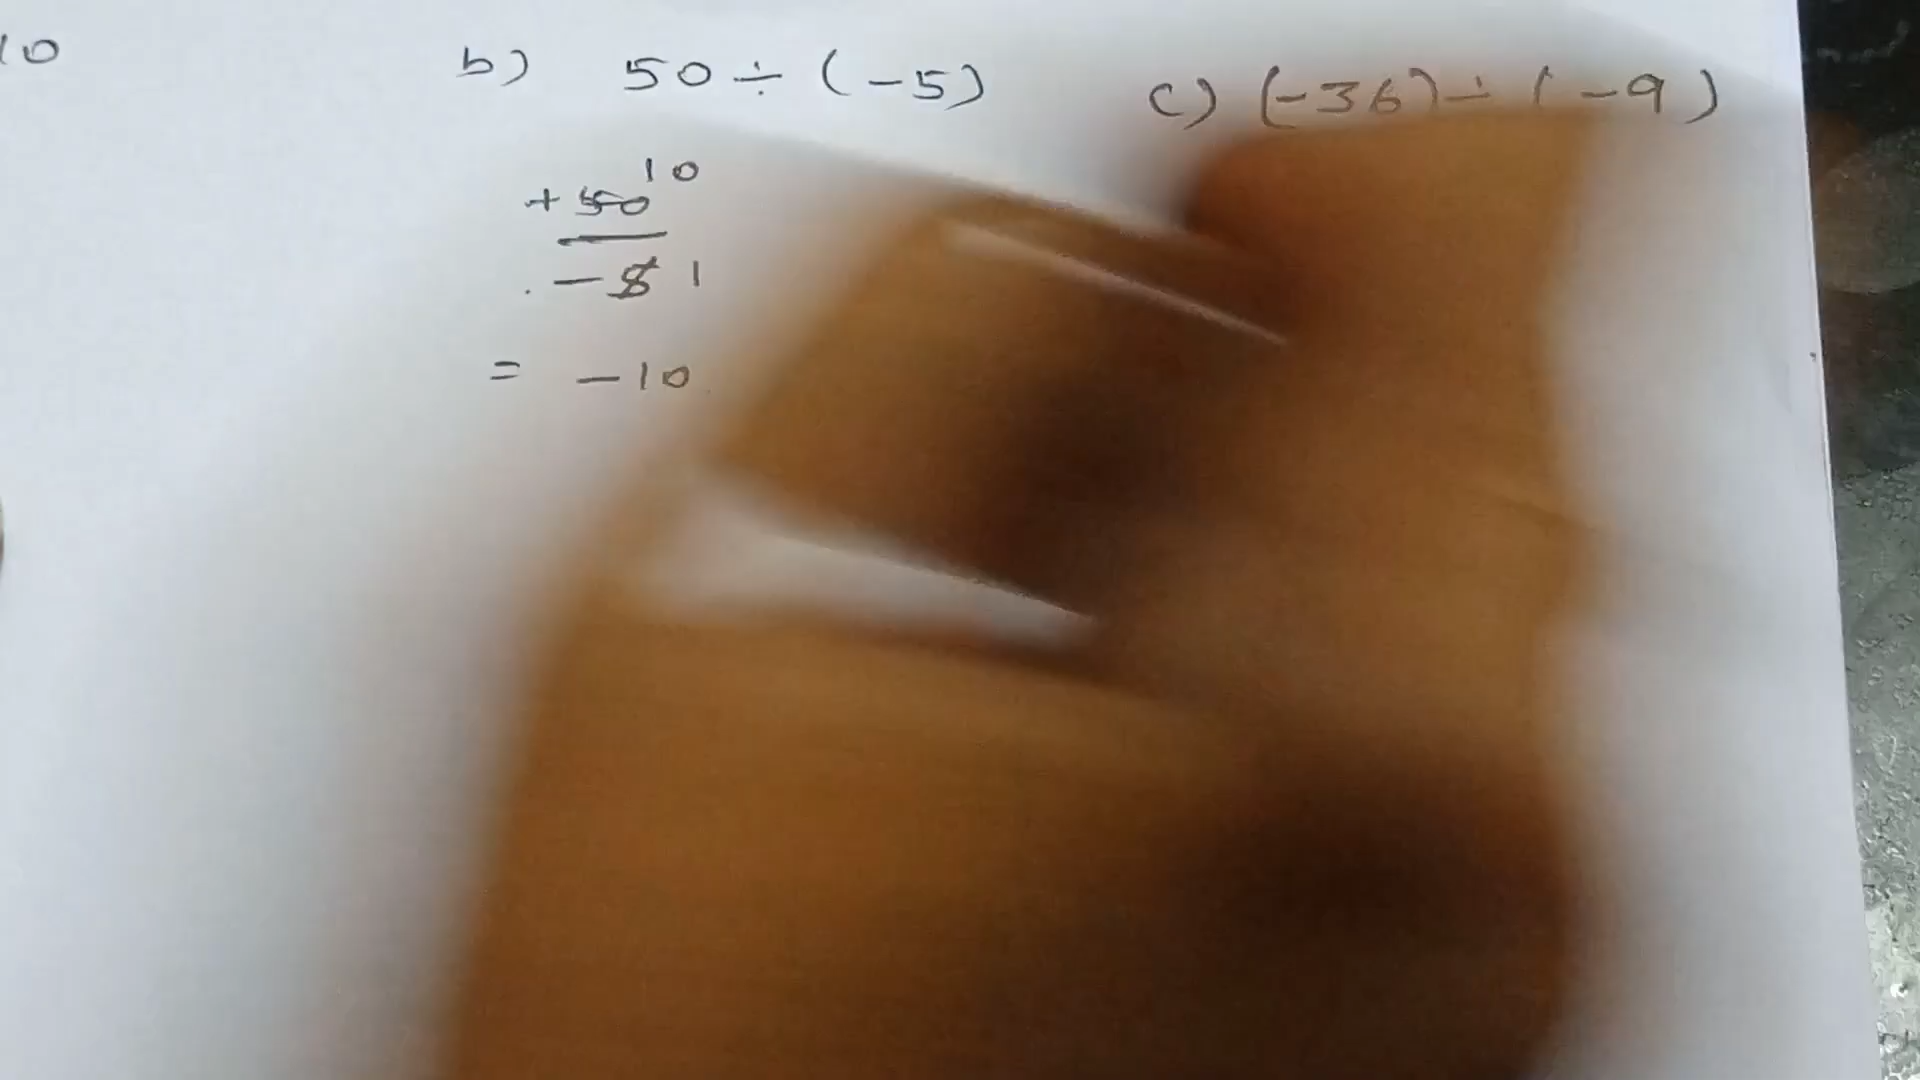 10
b) 50 ÷ (-5)
10
+ 50
- 5 1
= -10
c) (-36) ÷ (-9)